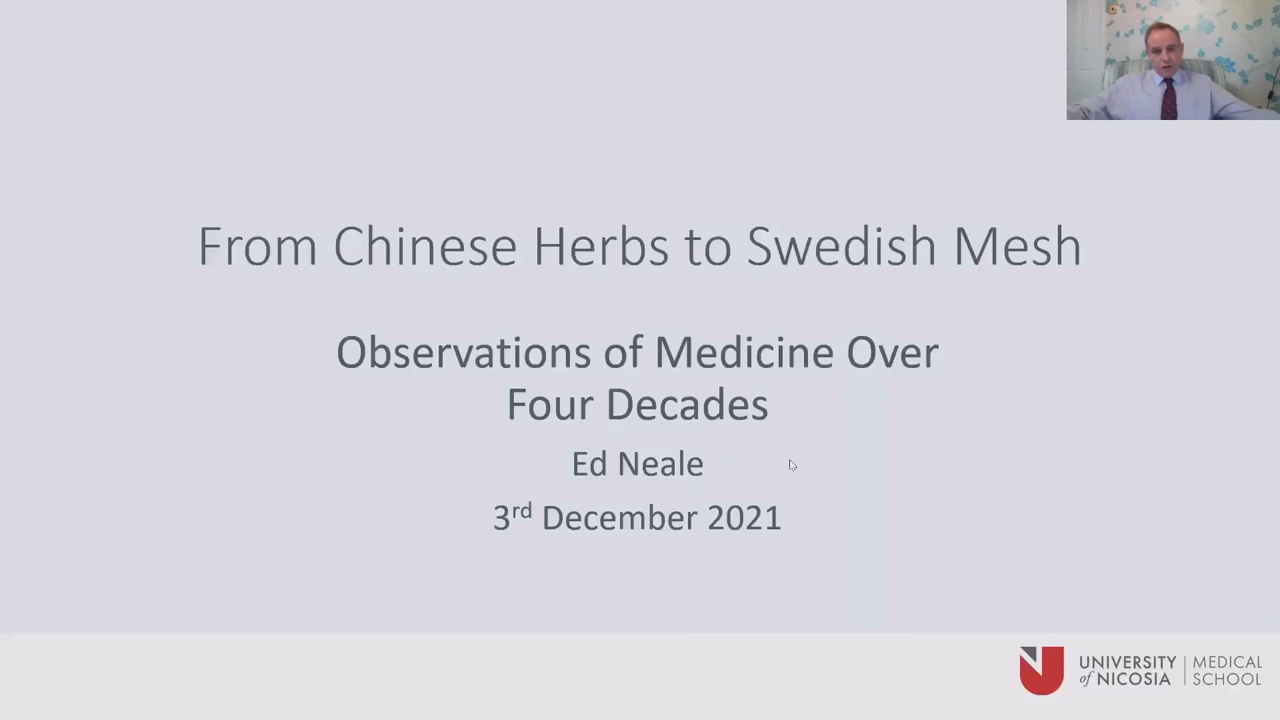 From Chinese Herbs to Swedish Mesh
Observations of Medicine Over
Four Decades
Ed Neale
3rd December 2021
UNIVERSITY
of NICOSIA
MEDICAL
SCHOOL